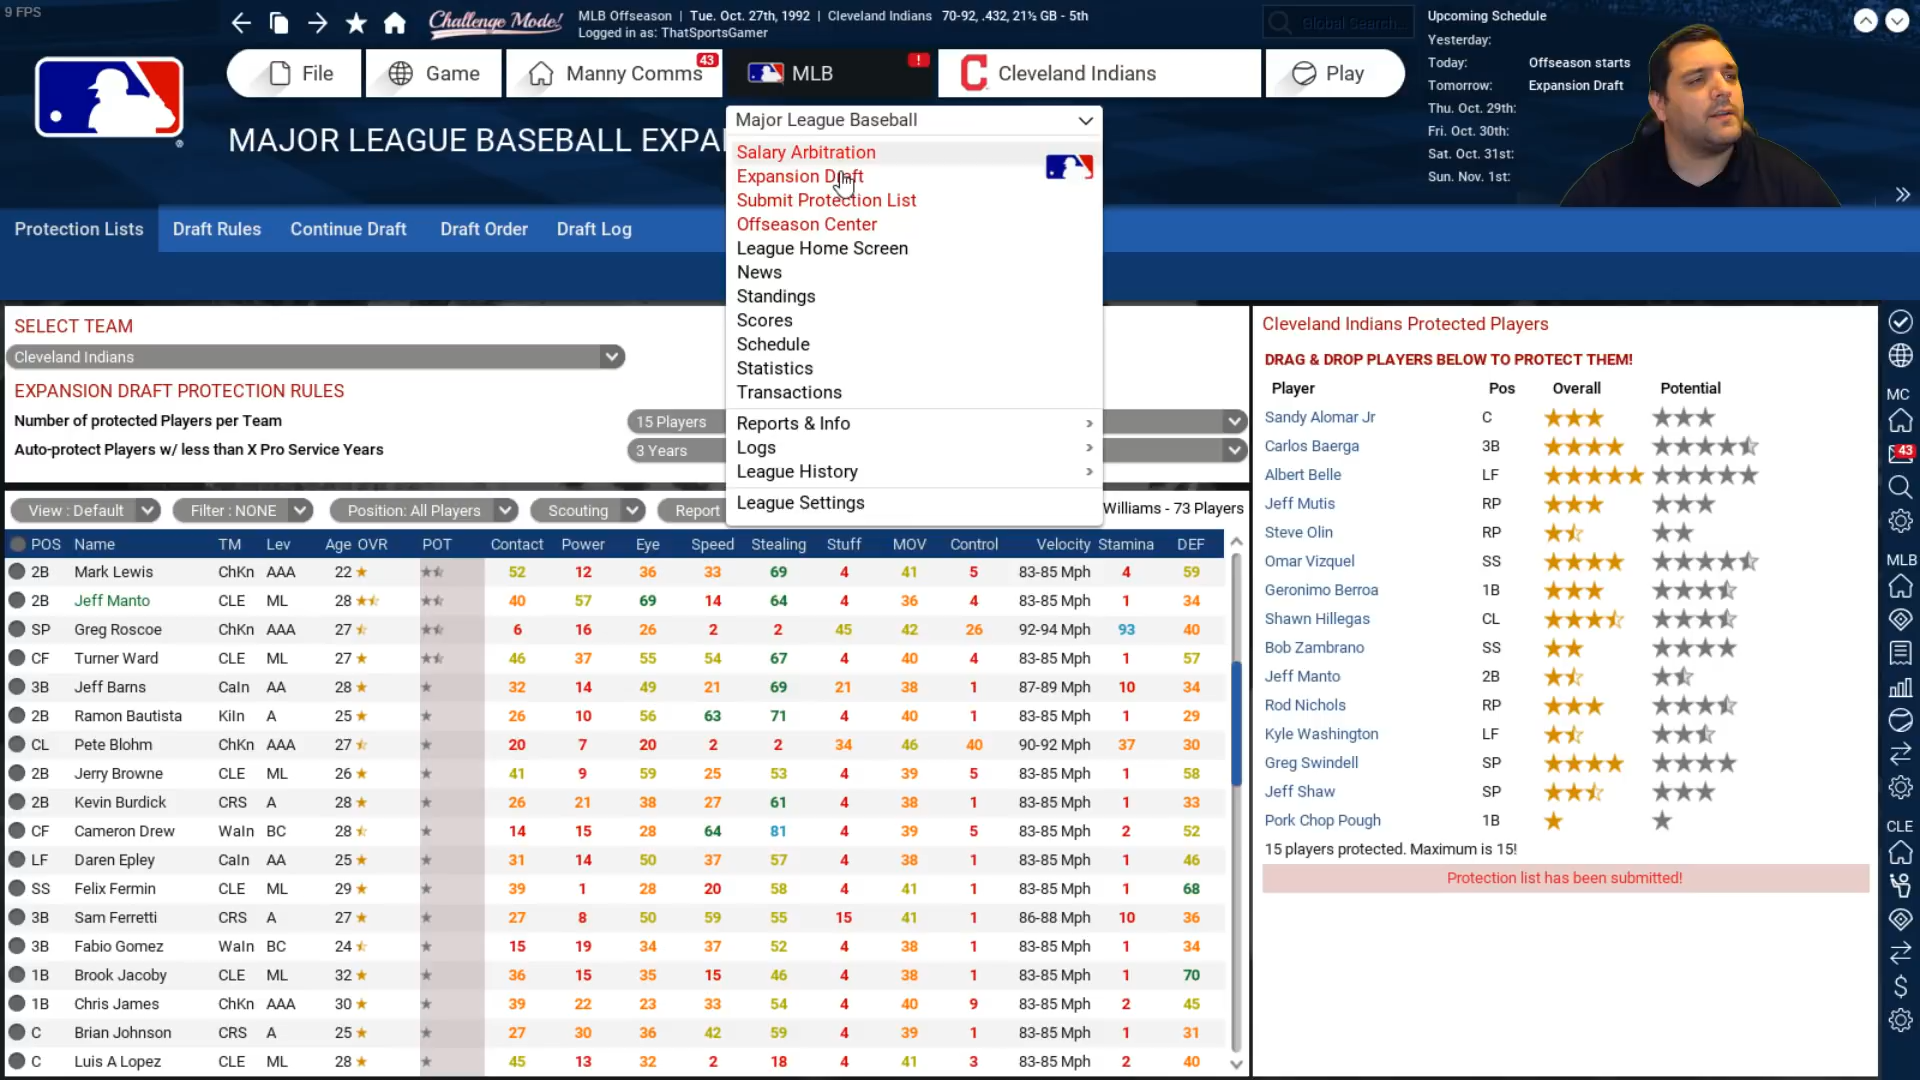 9 FPS
Challenge Mode!
MLB Offseason | Tue. Oct. 27th, 1992 | Cleveland Indians 70-92, .432, 21½ GB - 5th
Logged in as: ThatSportsGamer
Global Search...
Upcoming Schedule
Yesterday:
Today: Offseason starts
Tomorrow: Expansion Draft
Thu. Oct. 29th:
Fri. Oct. 30th:
Sat. Oct. 31st:
Sun. Nov. 1st:
File
Game
Manny Comms 43
MLB !
Cleveland Indians
Play
MAJOR LEAGUE BASEBALL EXPA
Major League Baseball
Salary Arbitration
Expansion Draft
Submit Protection List
Offseason Center
League Home Screen
News
Standings
Scores
Schedule
Statistics
Transactions
Reports & Info
Logs
League History
League Settings
Protection Lists
Draft Rules
Continue Draft
Draft Order
Draft Log
SELECT TEAM
Cleveland Indians
EXPANSION DRAFT PROTECTION RULES
Number of protected Players per Team 15 Players
Auto-protect Players w/ less than X Pro Service Years 3 Years
View : Default
Filter : NONE
Position: All Players
Scouting
Report
Williams - 73 Players
POS Name TM Lev Age OVR POT Contact Power Eye Speed Stealing Stuff MOV Control Velocity Stamina DEF
2B Mark Lewis ChKn AAA 22 52 12 36 33 69 4 41 5 83-85 Mph 4 59
2B Jeff Manto CLE ML 28 40 57 69 14 64 4 36 4 83-85 Mph 1 34
SP Greg Roscoe ChKn AAA 27 6 16 26 2 2 45 42 26 92-94 Mph 93 40
CF Turner Ward CLE ML 27 46 37 55 54 67 4 40 4 83-85 Mph 1 57
3B Jeff Barns CaIn AA 28 32 14 49 21 69 21 38 1 87-89 Mph 10 34
2B Ramon Bautista KiIn A 25 26 10 56 63 71 4 40 1 83-85 Mph 1 29
CL Pete Blohm ChKn AAA 27 20 7 20 2 2 34 46 40 90-92 Mph 37 30
2B Jerry Browne CLE ML 26 41 9 59 25 53 4 39 5 83-85 Mph 1 58
2B Kevin Burdick CRS A 28 26 21 38 27 61 4 38 1 83-85 Mph 1 33
CF Cameron Drew WaIn BC 28 14 15 28 64 81 4 39 5 83-85 Mph 2 52
LF Daren Epley CaIn AA 25 31 14 50 37 57 4 38 1 83-85 Mph 1 46
SS Felix Fermin CLE ML 29 39 1 28 20 58 4 41 1 83-85 Mph 1 68
3B Sam Ferretti CRS A 27 27 8 50 59 55 15 41 1 86-88 Mph 10 36
3B Fabio Gomez WaIn BC 24 15 19 34 37 52 4 38 1 83-85 Mph 1 34
1B Brook Jacoby CLE ML 32 36 15 35 15 46 4 38 1 83-85 Mph 1 70
1B Chris James ChKn AAA 30 39 22 23 33 54 4 40 9 83-85 Mph 2 45
C Brian Johnson CRS A 25 27 30 36 42 59 4 39 1 83-85 Mph 1 31
C Luis A Lopez CLE ML 28 45 13 32 2 18 4 41 3 83-85 Mph 2 40
Cleveland Indians Protected Players
DRAG & DROP PLAYERS BELOW TO PROTECT THEM!
Player Pos Overall Potential
Sandy Alomar Jr C
Carlos Baerga 3B
Albert Belle LF
Jeff Mutis RP
Steve Olin RP
Omar Vizquel SS
Geronimo Berroa 1B
Shawn Hillegas CL
Bob Zambrano SS
Jeff Manto 2B
Rod Nichols RP
Kyle Washington LF
Greg Swindell SP
Jeff Shaw SP
Pork Chop Pough 1B
15 players protected. Maximum is 15!
Protection list has been submitted!
MC
43
MLB
CLE